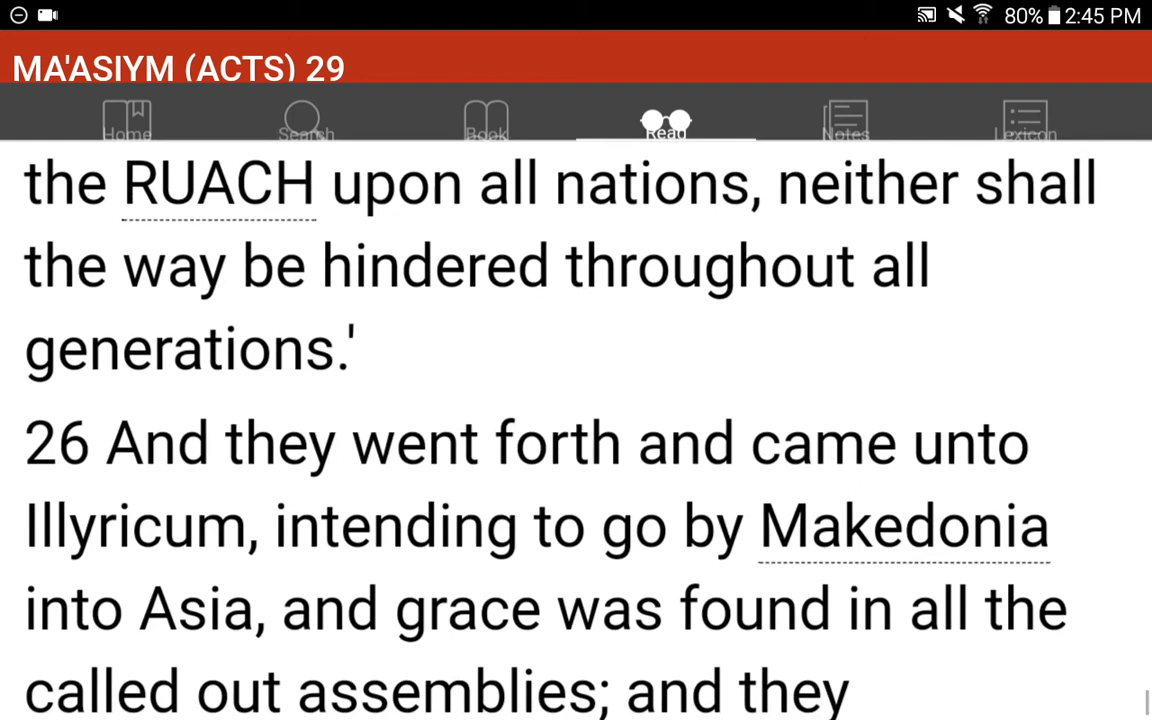 80% 2:45 PM
MA'ASIYM (ACTS) 29
Home Search Book Read Notes Lexicon
the RUACH upon all nations, neither shall
the way be hindered throughout all
generations.'
26 And they went forth and came unto
Illyricum, intending to go by Makedonia
into Asia, and grace was found in all the
called out assemblies; and they